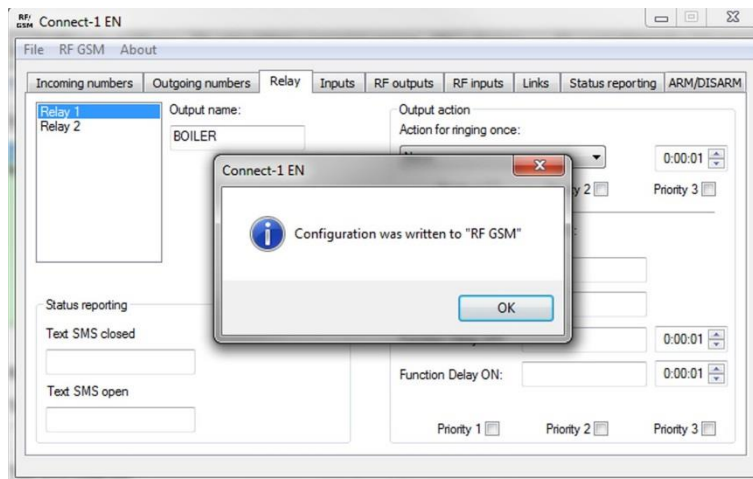 RF/ GSM Connect-1 EN
File RF GSM About
Incoming numbers Outgoing numbers Relay Inputs RF outputs RF inputs Links Status reporting ARM/DISARM
Relay 1
Relay 2
Output name:
BOILER
Output action
Action for ringing once:
0:00:01
2
Priority 3
Connect-1 EN
Configuration was written to "RF GSM"
OK
Status reporting
Text SMS closed
Text SMS open
0:00:01
Function Delay ON:
0:00:01
Priority 1 Priority 2 Priority 3